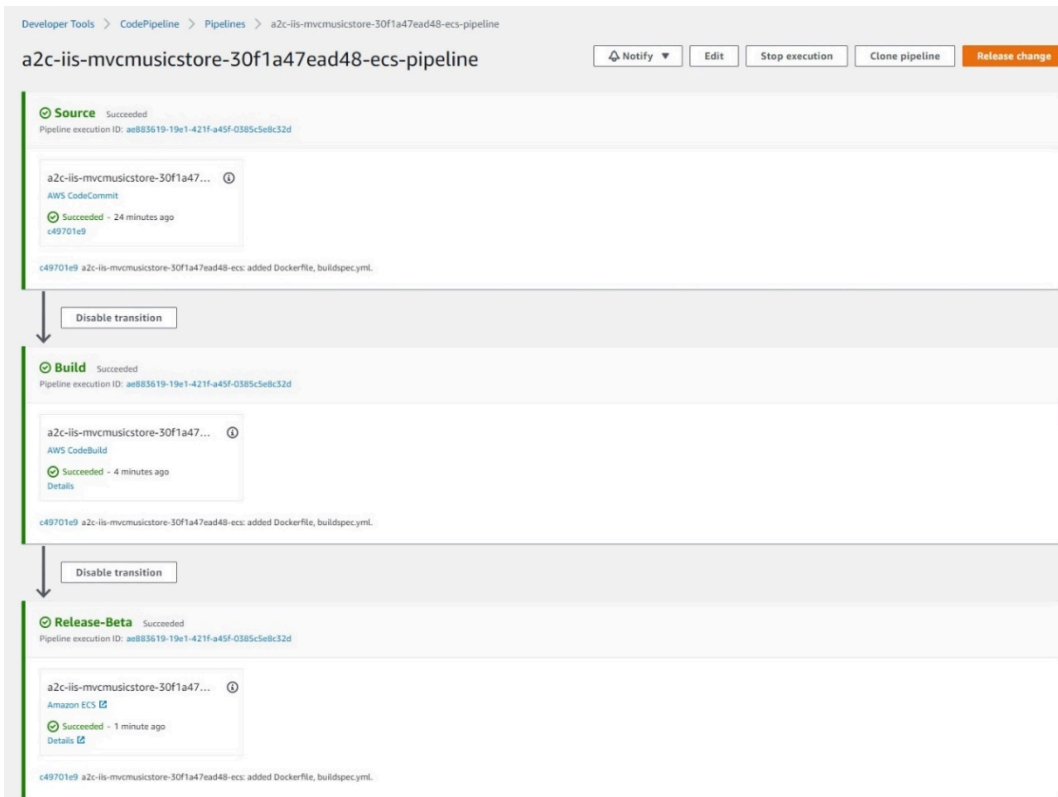 Developer Tools > CodePipeline > Pipelines > a2c-iis-mvcmusicstore-30f1a47ead48-ecs-pipeline
a2c-iis-mvcmusicstore-30f1a47ead48-ecs-pipeline
Notify ▼ Edit Stop execution Clone pipeline Release change
Source Succeeded
Pipeline execution ID: ae883619-19e1-421f-a45f-0385c5e8c32d
a2c-iis-mvcmusicstore-30f1a47...
AWS CodeCommit
Succeeded - 24 minutes ago
c49701e9
c49701e9 a2c-iis-mvcmusicstore-30f1a47ead48-ecs: added Dockerfile, buildspec.yml.
Disable transition
Build Succeeded
Pipeline execution ID: ae883619-19e1-421f-a45f-0385c5e8c32d
a2c-iis-mvcmusicstore-30f1a47...
AWS CodeBuild
Succeeded - 4 minutes ago
Details
c49701e9 a2c-iis-mvcmusicstore-30f1a47ead48-ecs: added Dockerfile, buildspec.yml.
Disable transition
Release-Beta Succeeded
Pipeline execution ID: ae883619-19e1-421f-a45f-0385c5e8c32d
a2c-iis-mvcmusicstore-30f1a47...
Amazon ECS
Succeeded - 1 minute ago
Details
c49701e9 a2c-iis-mvcmusicstore-30f1a47ead48-ecs: added Dockerfile, buildspec.yml.